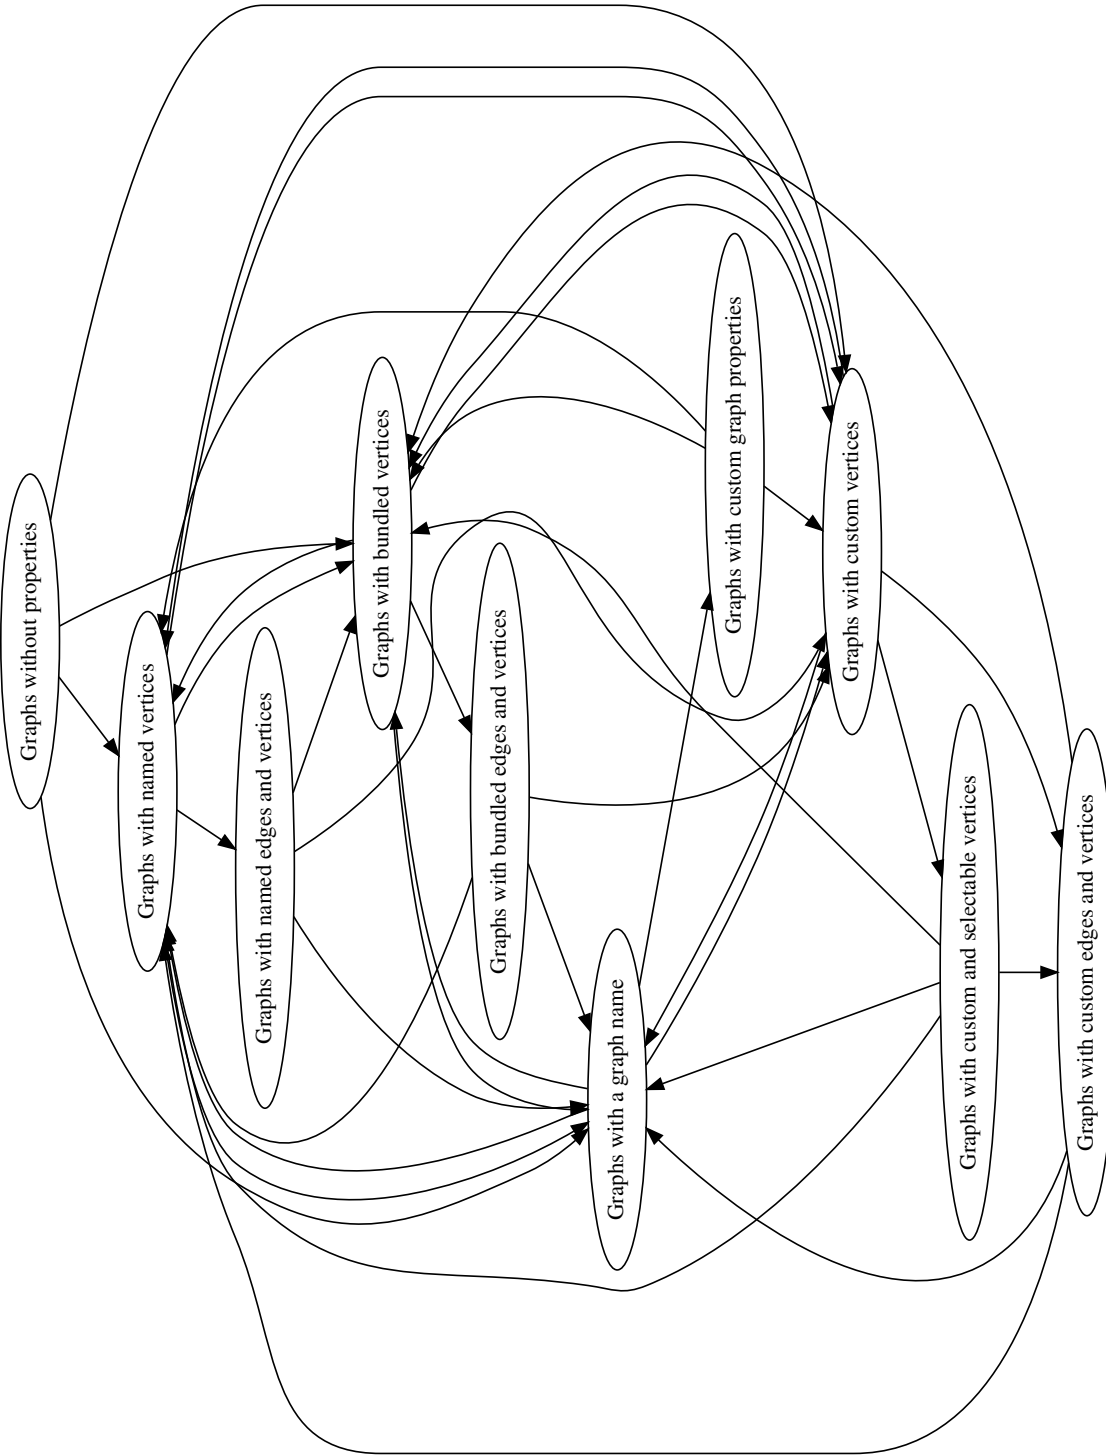 Graphs without properties
Graphs with named vertices
Graphs with named edges and vertices
Graphs with bundled vertices
Graphs with bundled edges and vertices
Graphs with a graph name
Graphs with custom graph properties
Graphs with custom vertices
Graphs with custom and selectable vertices
Graphs with custom edges and vertices